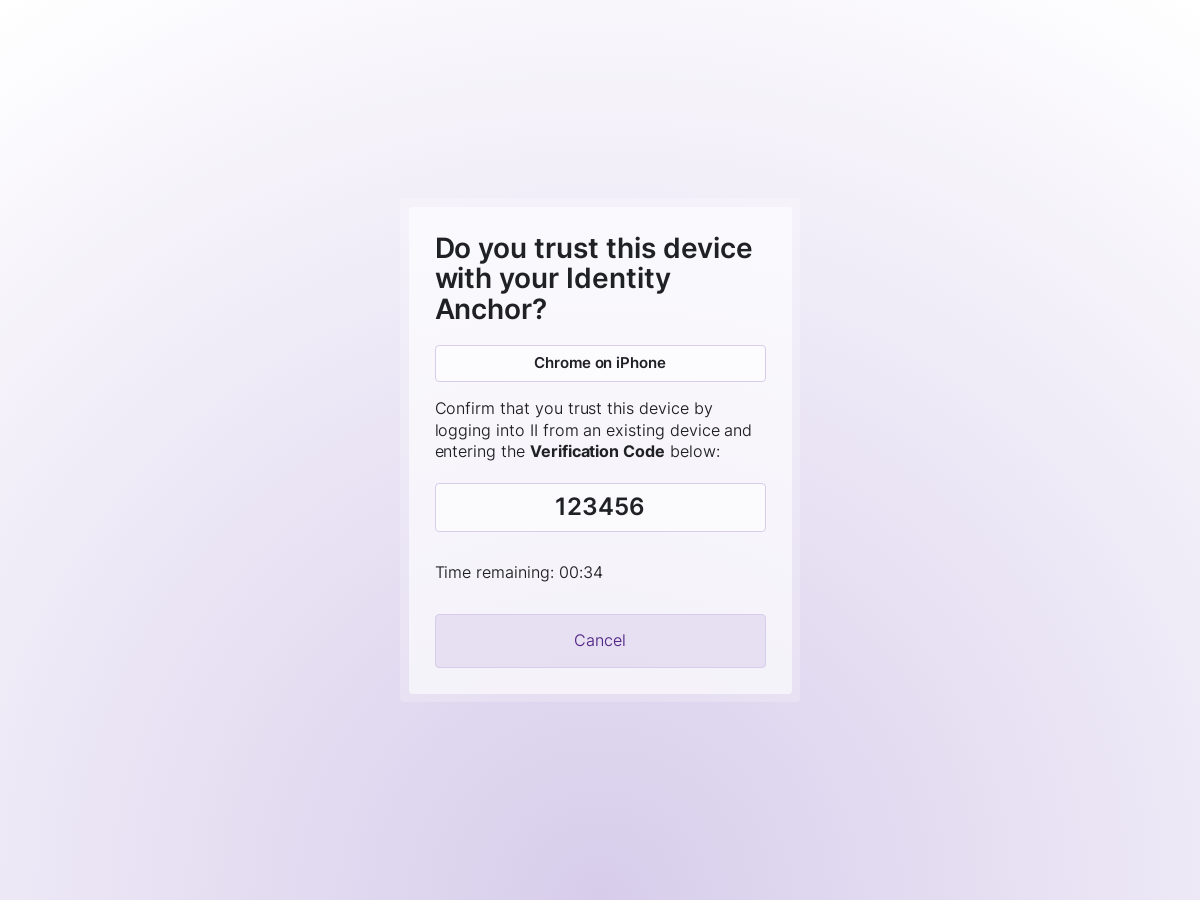 Do you trust this device
with your Identity
Anchor?
Chrome on iPhone
Confirm that you trust this device by
logging into II from an existing device and
entering the Verification Code below:
123456
Time remaining: 00:34
Cancel